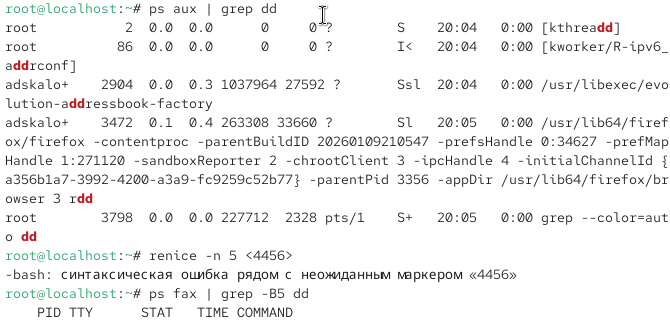 root@localhost:~# ps aux | grep dd
root           2  0.0  0.0      0     0 ?        S    20:04   0:00 [kthreadd]
root          86  0.0  0.0      0     0 ?        I<   20:04   0:00 [kworker/R-ipv6_
addrconf]
adskalo+    2904  0.0  0.3 1037964 27592 ?       Ssl  20:04   0:00 /usr/libexec/evo
lution-addressbook-factory
adskalo+    3472  0.1  0.4 263308 33660 ?        Sl   20:05   0:00 /usr/lib64/firef
ox/firefox -contentproc -parentBuildID 20260109210547 -prefsHandle 0:34627 -prefMap
Handle 1:271120 -sandboxReporter 2 -chrootClient 3 -ipcHandle 4 -initialChannelId {
a356b1a7-3992-4200-a3a9-fc9259c52b77} -parentPid 3356 -appDir /usr/lib64/firefox/br
owser 3 rdd
root        3798  0.0  0.0 227712  2328 pts/1    S+   20:05   0:00 grep --color=aut
o dd
root@localhost:~# renice -n 5 <4456>
-bash: синтаксическая ошибка рядом с неожиданным маркером «4456»
root@localhost:~# ps fax | grep -B5 dd
    PID TTY      STAT   TIME COMMAND